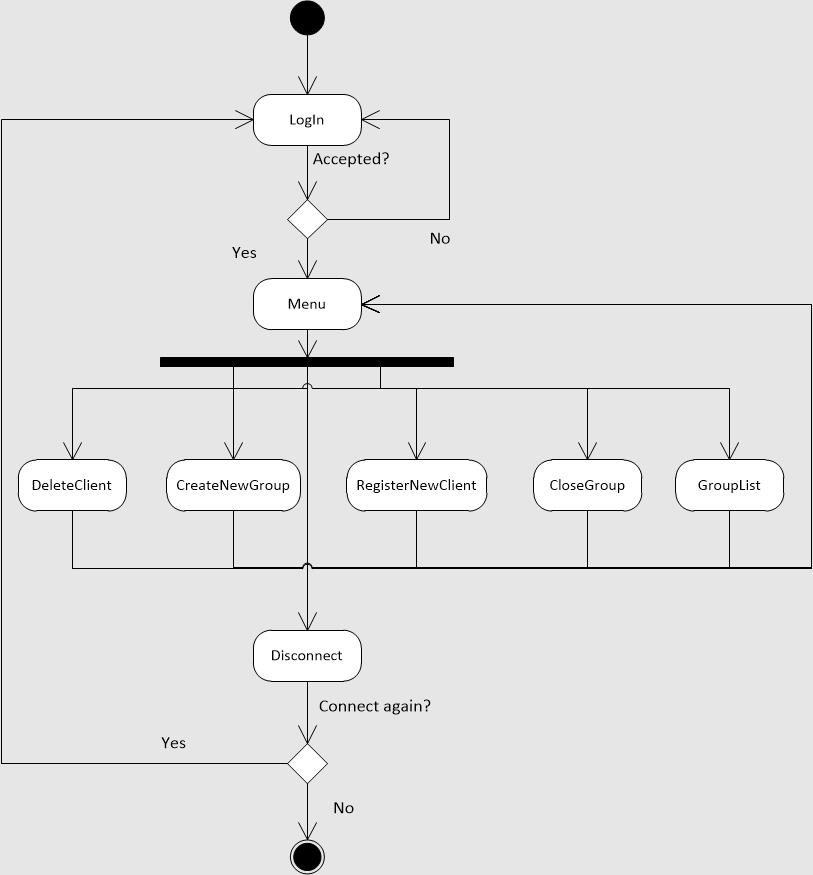 LogIn
Accepted?
No
Yes
Menu
DeleteClient
CreateNewGroup
RegisterNewClient
CloseGroup
GroupList
Disconnect
Connect again?
Yes
No